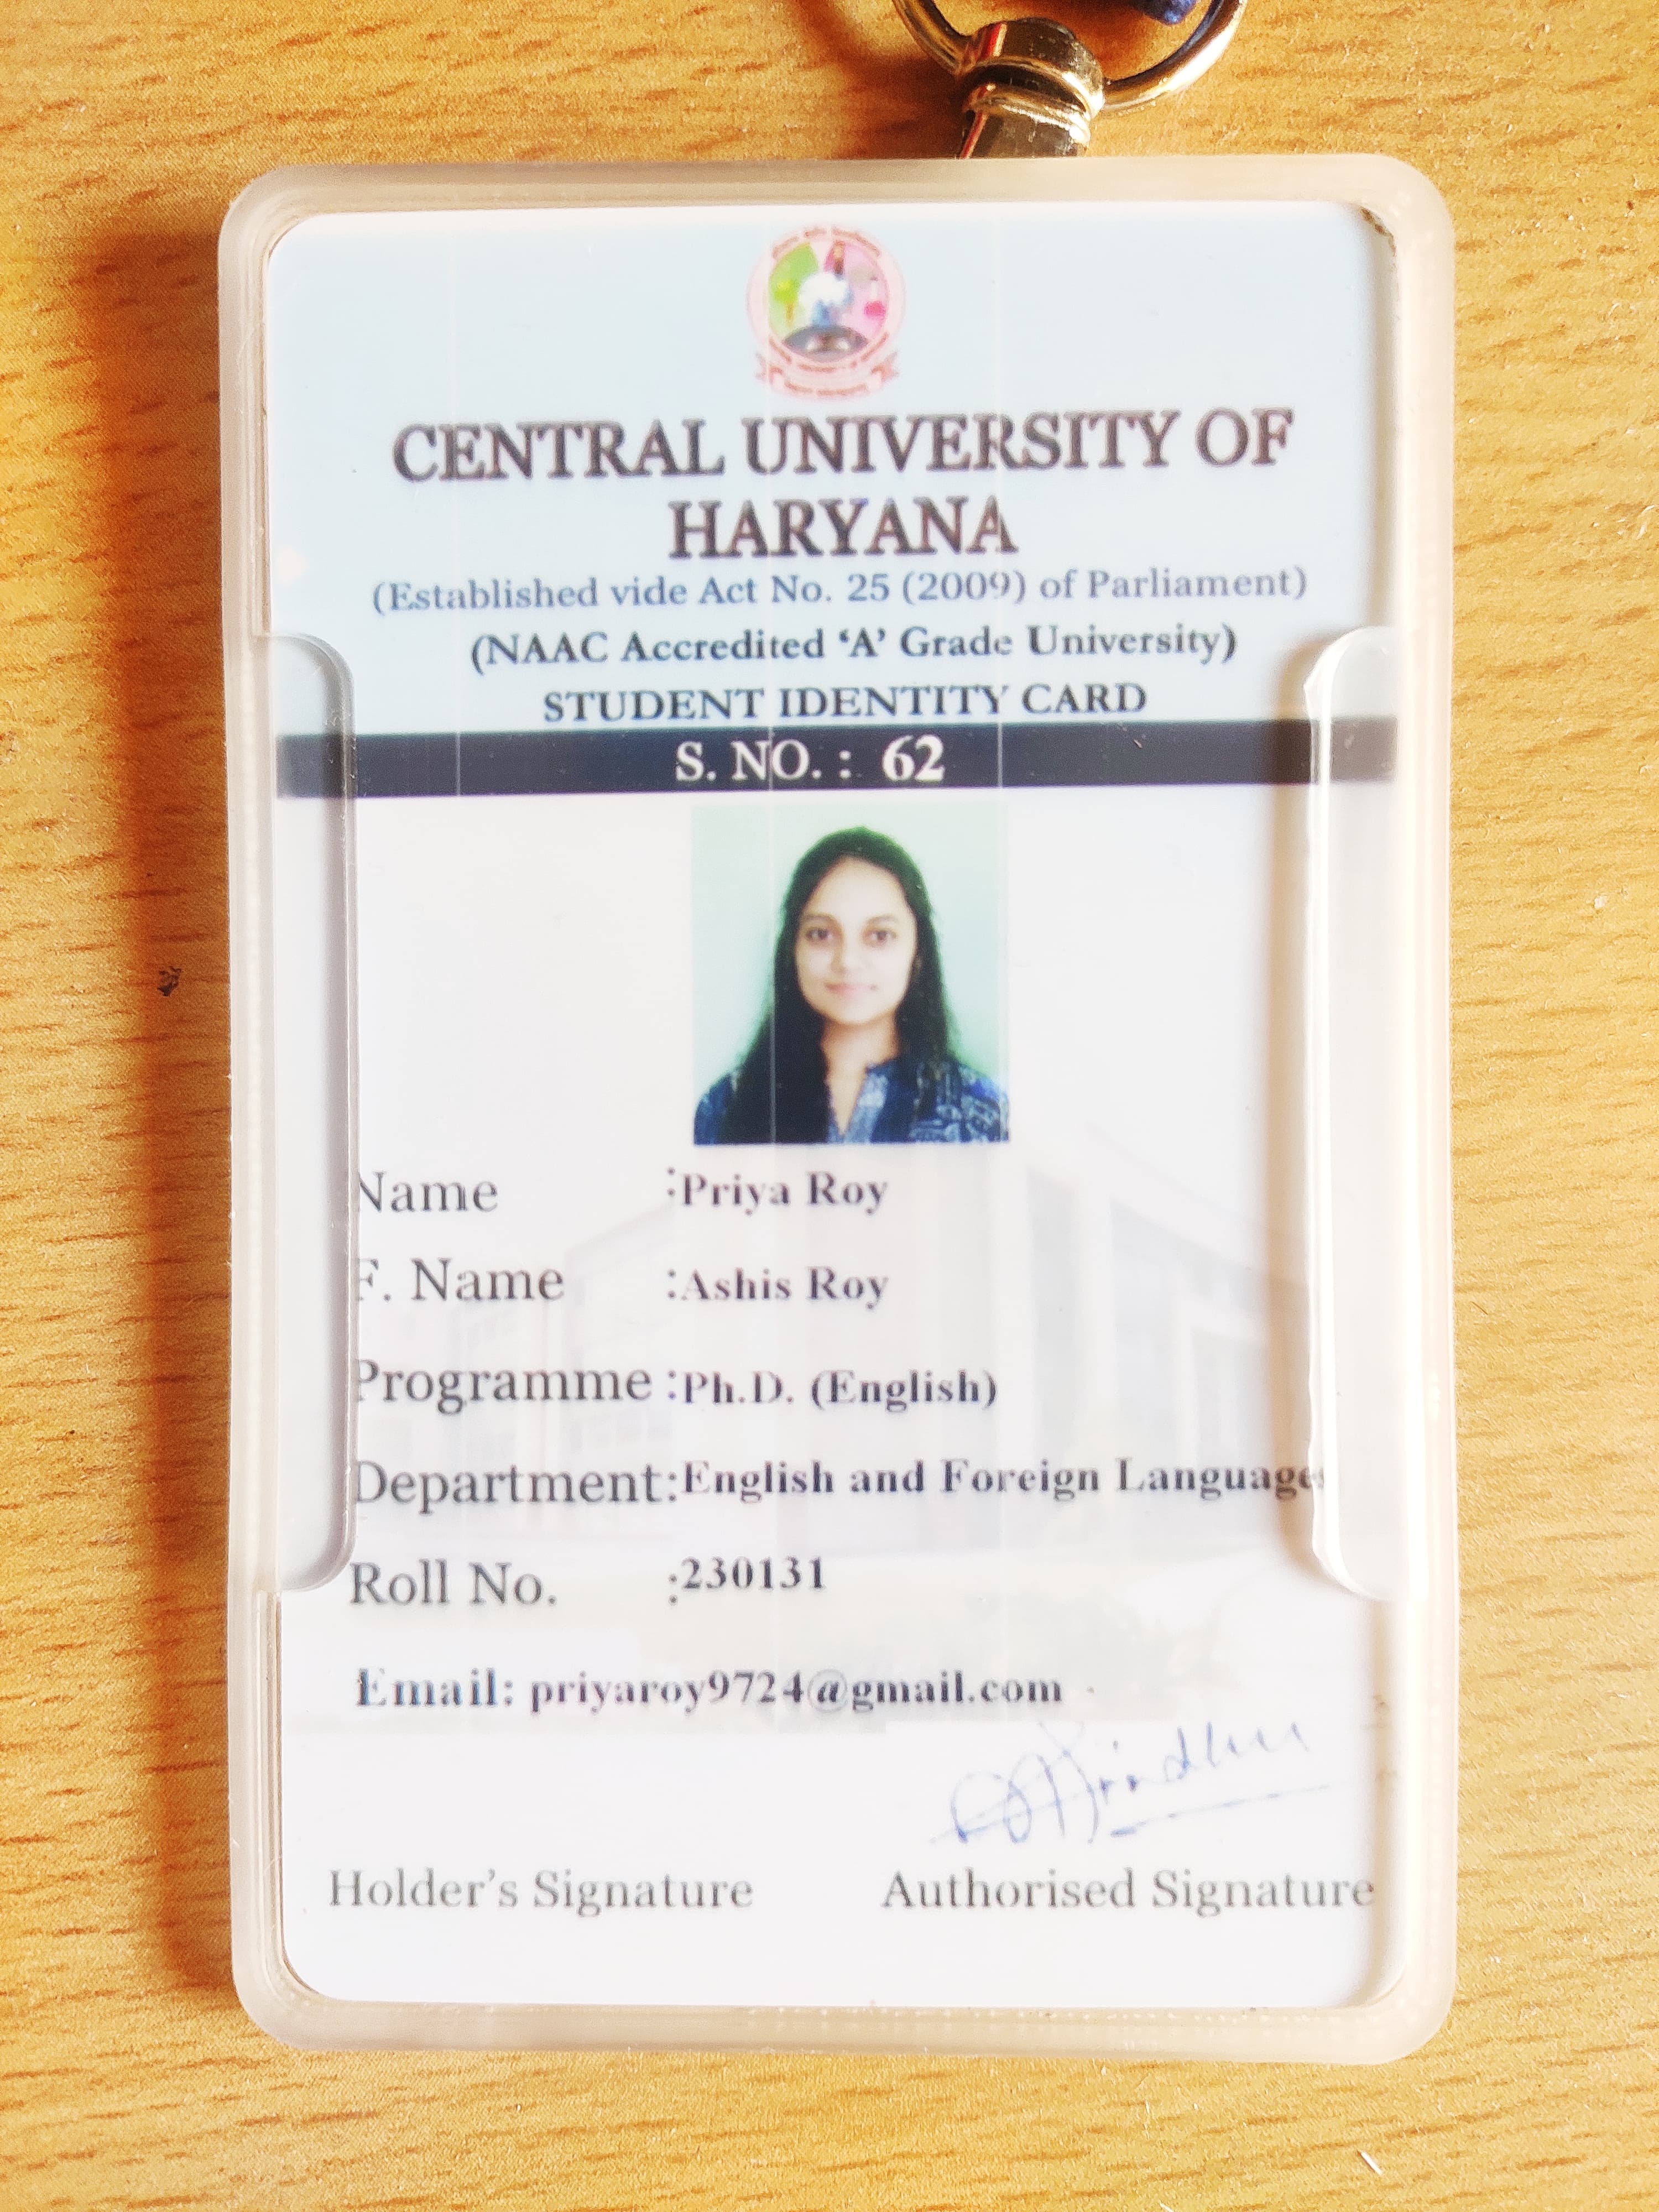 CENTRAL UNIVERSITY OF
HARYANA
(Established vide Act No. 25 (2009) of Parliament)
(NAAC Accredited ‘A’ Grade University)
STUDENT IDENTITY CARD
S. NO. : 62
Name :Priya Roy
F. Name :Ashis Roy
Programme :Ph.D. (English)
Department:English and Foreign Languages
Roll No. :230131
Email: priyaroy9724@gmail.com
Holder’s Signature Authorised Signature